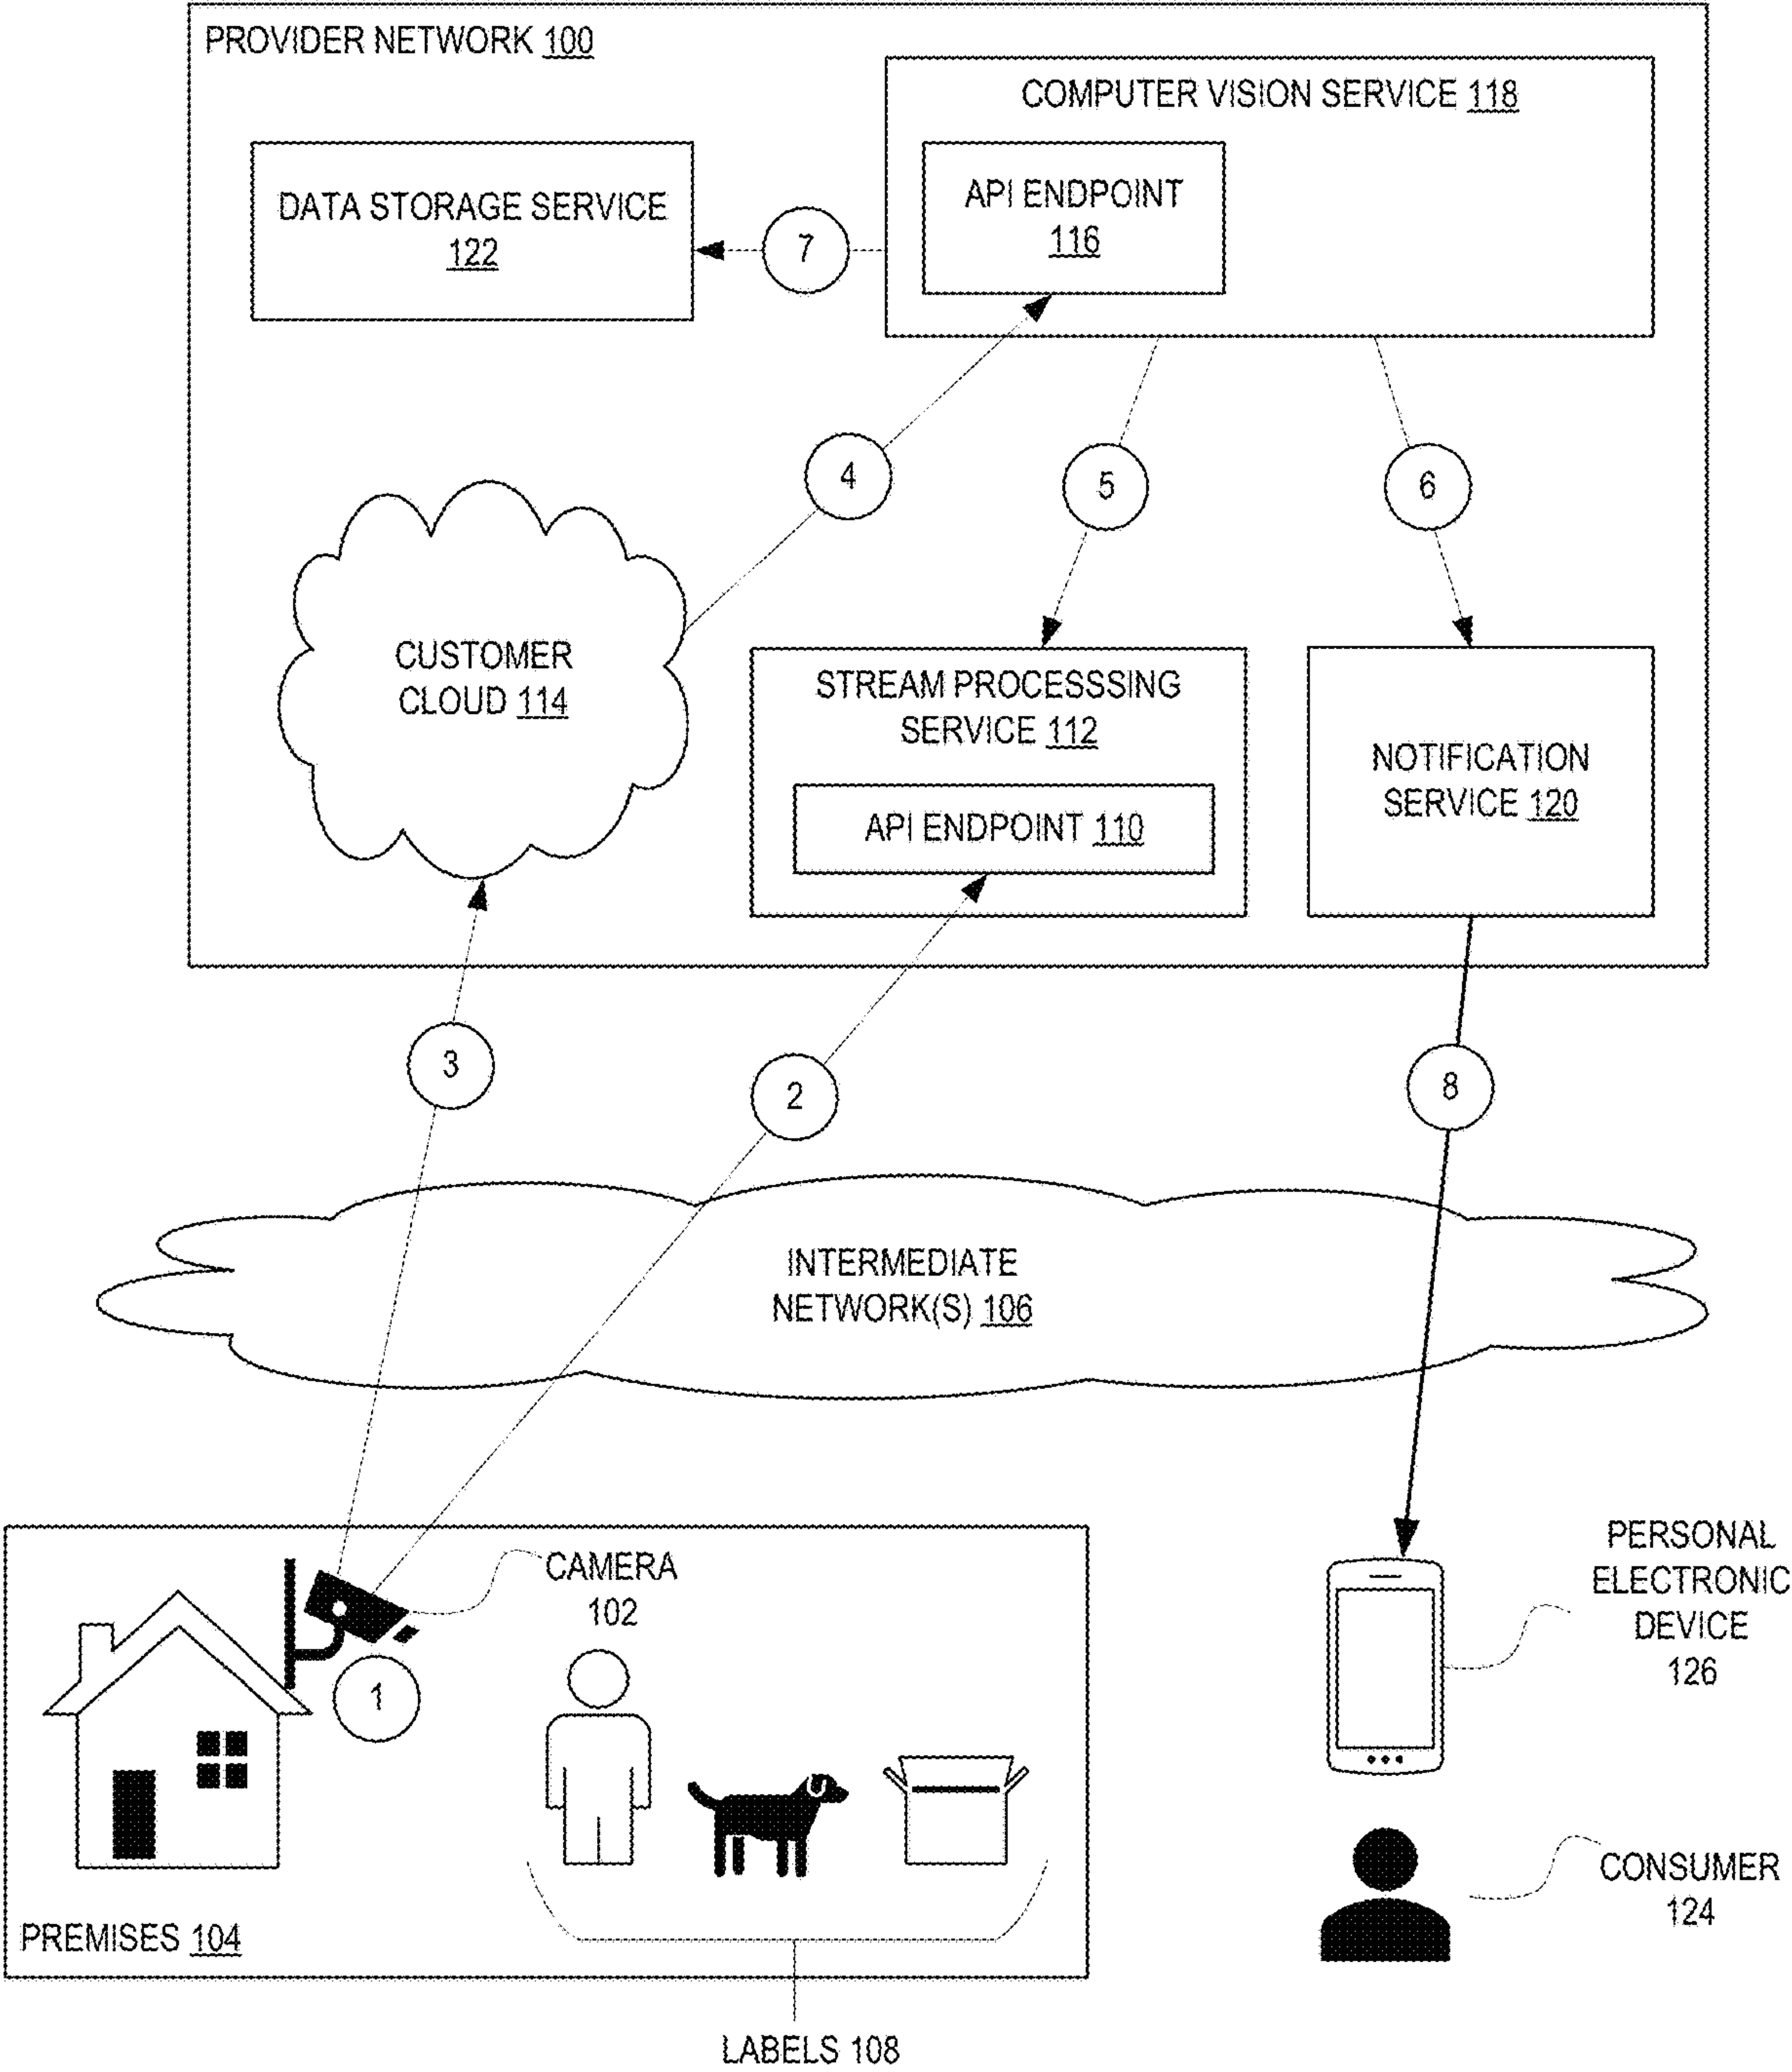 PROVIDER NETWORK 100
COMPUTER VISION SERVICE 118
DATA STORAGE SERVICE
122
7
API ENDPOINT
116
4
5
6
CUSTOMER
CLOUD 114
STREAM PROCESSSING
SERVICE 112
API ENDPOINT 110
NOTIFICATION
SERVICE 120
3
2
8
INTERMEDIATE
NETWORK(S) 106
CAMERA
102
1
PREMISES 104
LABELS 108
PERSONAL
ELECTRONIC
DEVICE
126
CONSUMER
124